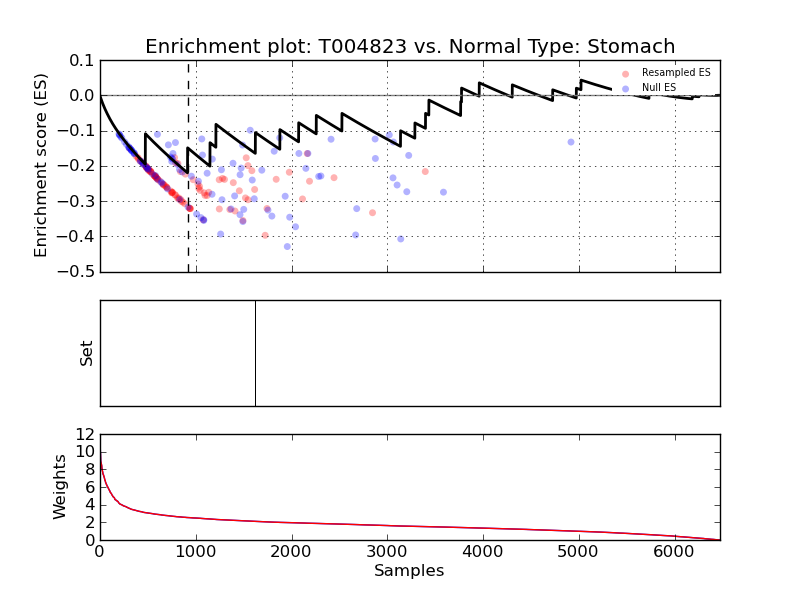 Enrichment plot: T004823 vs. Normal Type: Stomach
Enrichment score (ES)
0.1
0.0
−0.1
−0.2
−0.3
−0.4
−0.5
Resampled ES
Null ES
Set
Weights
12
10
8
6
4
2
0
0 1000 2000 3000 4000 5000 6000
Samples